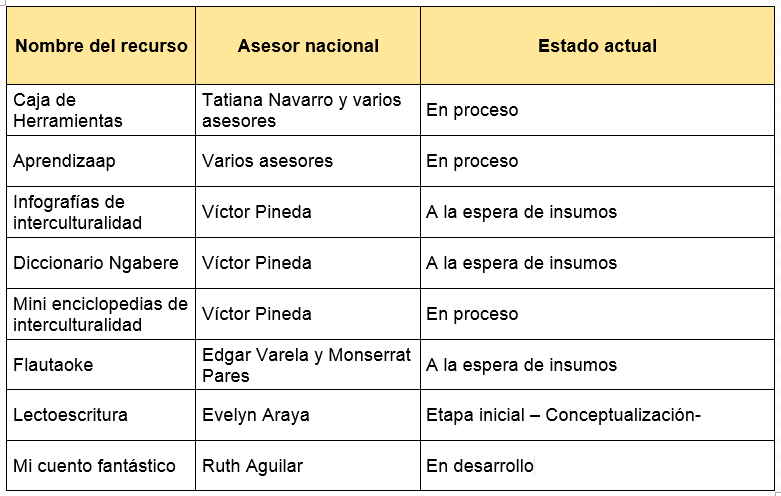 Nombre del recurso Asesor nacional Estado actual
Caja de Herramientas Tatiana Navarro y varios asesores En proceso
Aprendizaap Varios asesores En proceso
Infografías de interculturalidad Víctor Pineda A la espera de insumos
Diccionario Ngabere Víctor Pineda A la espera de insumos
Mini enciclopedias de interculturalidad Víctor Pineda En proceso
Flautaoke Edgar Varela y Monserrat Pares A la espera de insumos
Lectoescritura Evelyn Araya Etapa inicial – Conceptualización-
Mi cuento fantástico Ruth Aguilar En desarrollo